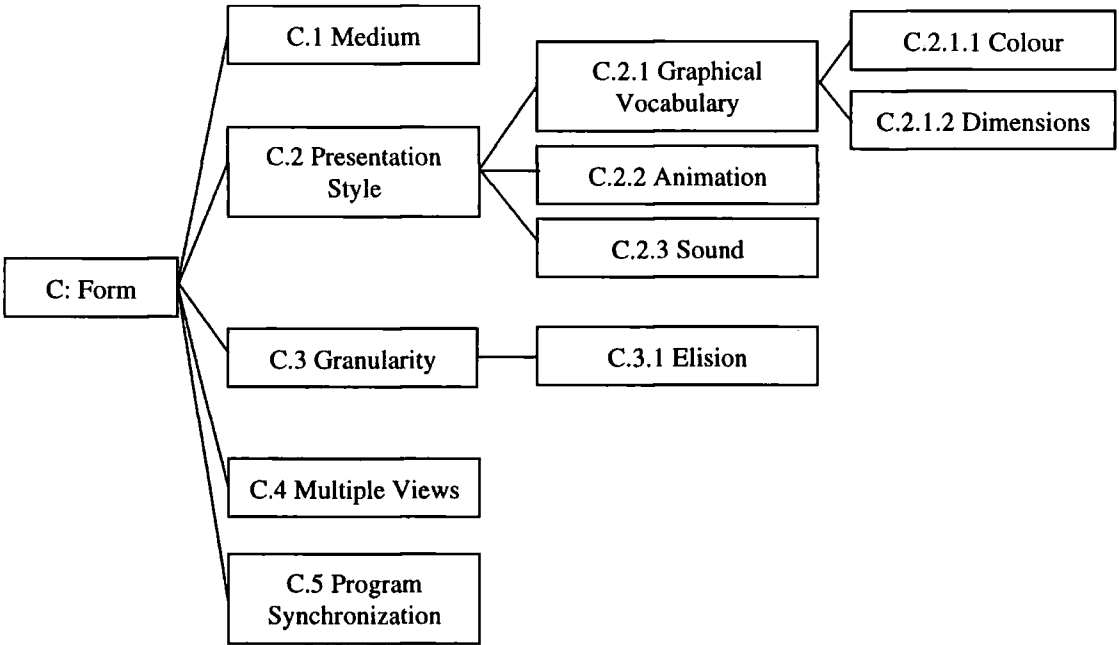 C: Form
C.1 Medium
C.2 Presentation
Style
C.2.1 Graphical
Vocabulary
C.2.1.1 Colour
C.2.1.2 Dimensions
C.2.2 Animation
C.2.3 Sound
C.3 Granularity
C.3.1 Elision
C.4 Multiple Views
C.5 Program
Synchronization